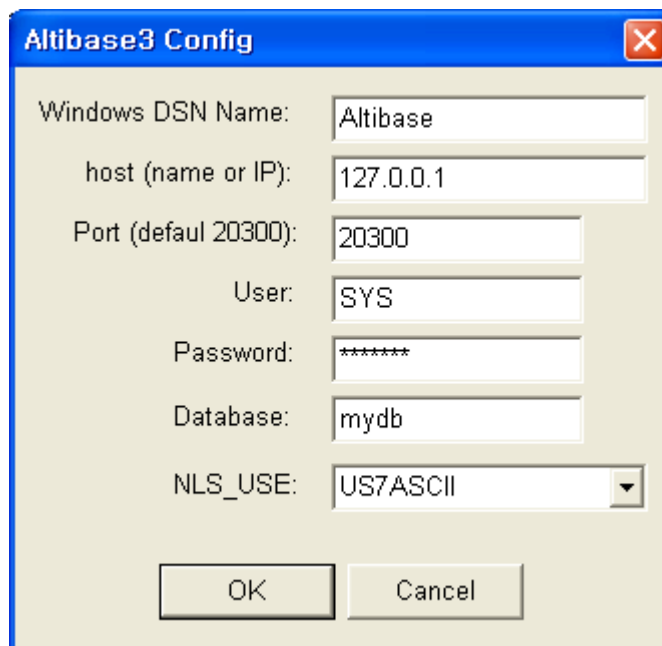 Altibase3 Config
Windows DSN Name: Altibase
host (name or IP): 127.0.0.1
Port (defaul 20300): 20300
User: SYS
Password: *******
Database: mydb
NLS_USE: US7ASCII
OK Cancel